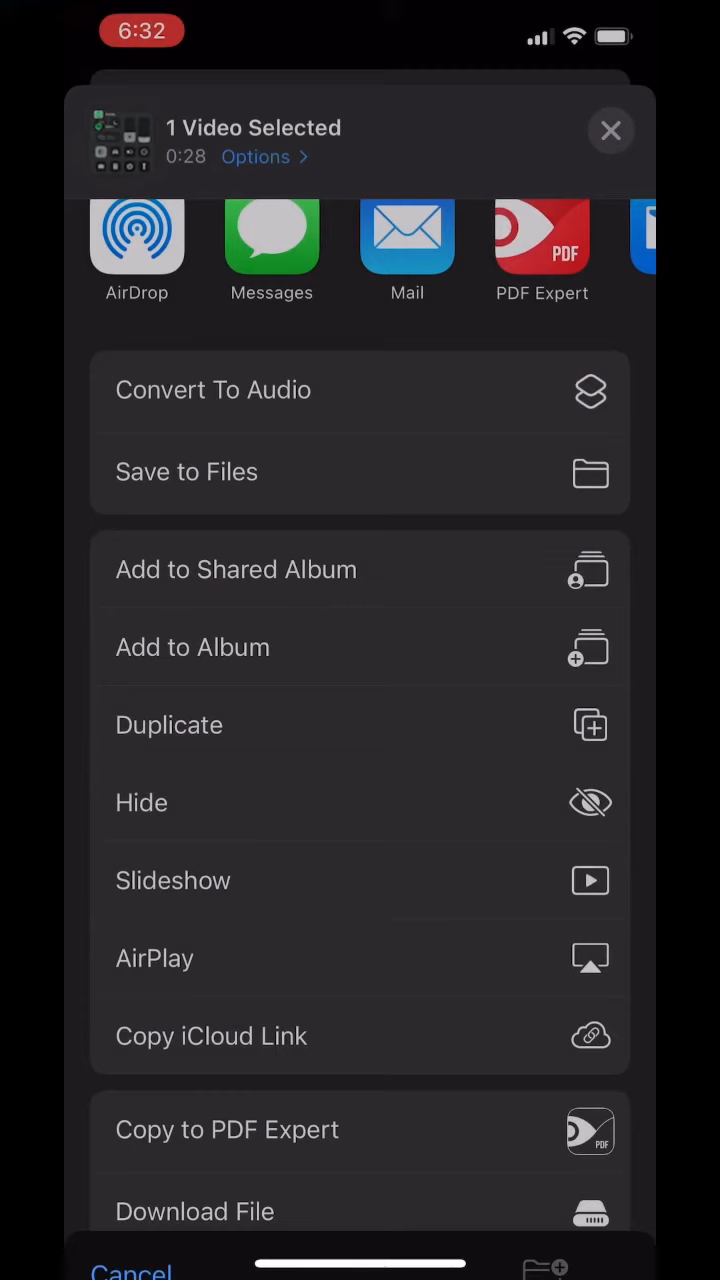 6:32
1 Video Selected
0:28 Options >
PDF
AirDrop Messages Mail PDF Expert
Convert To Audio
Save to Files
Add to Shared Album
Add to Album
Duplicate
Hide
Slideshow
AirPlay
Copy iCloud Link
Copy to PDF Expert
PDF
Download File
Cancel